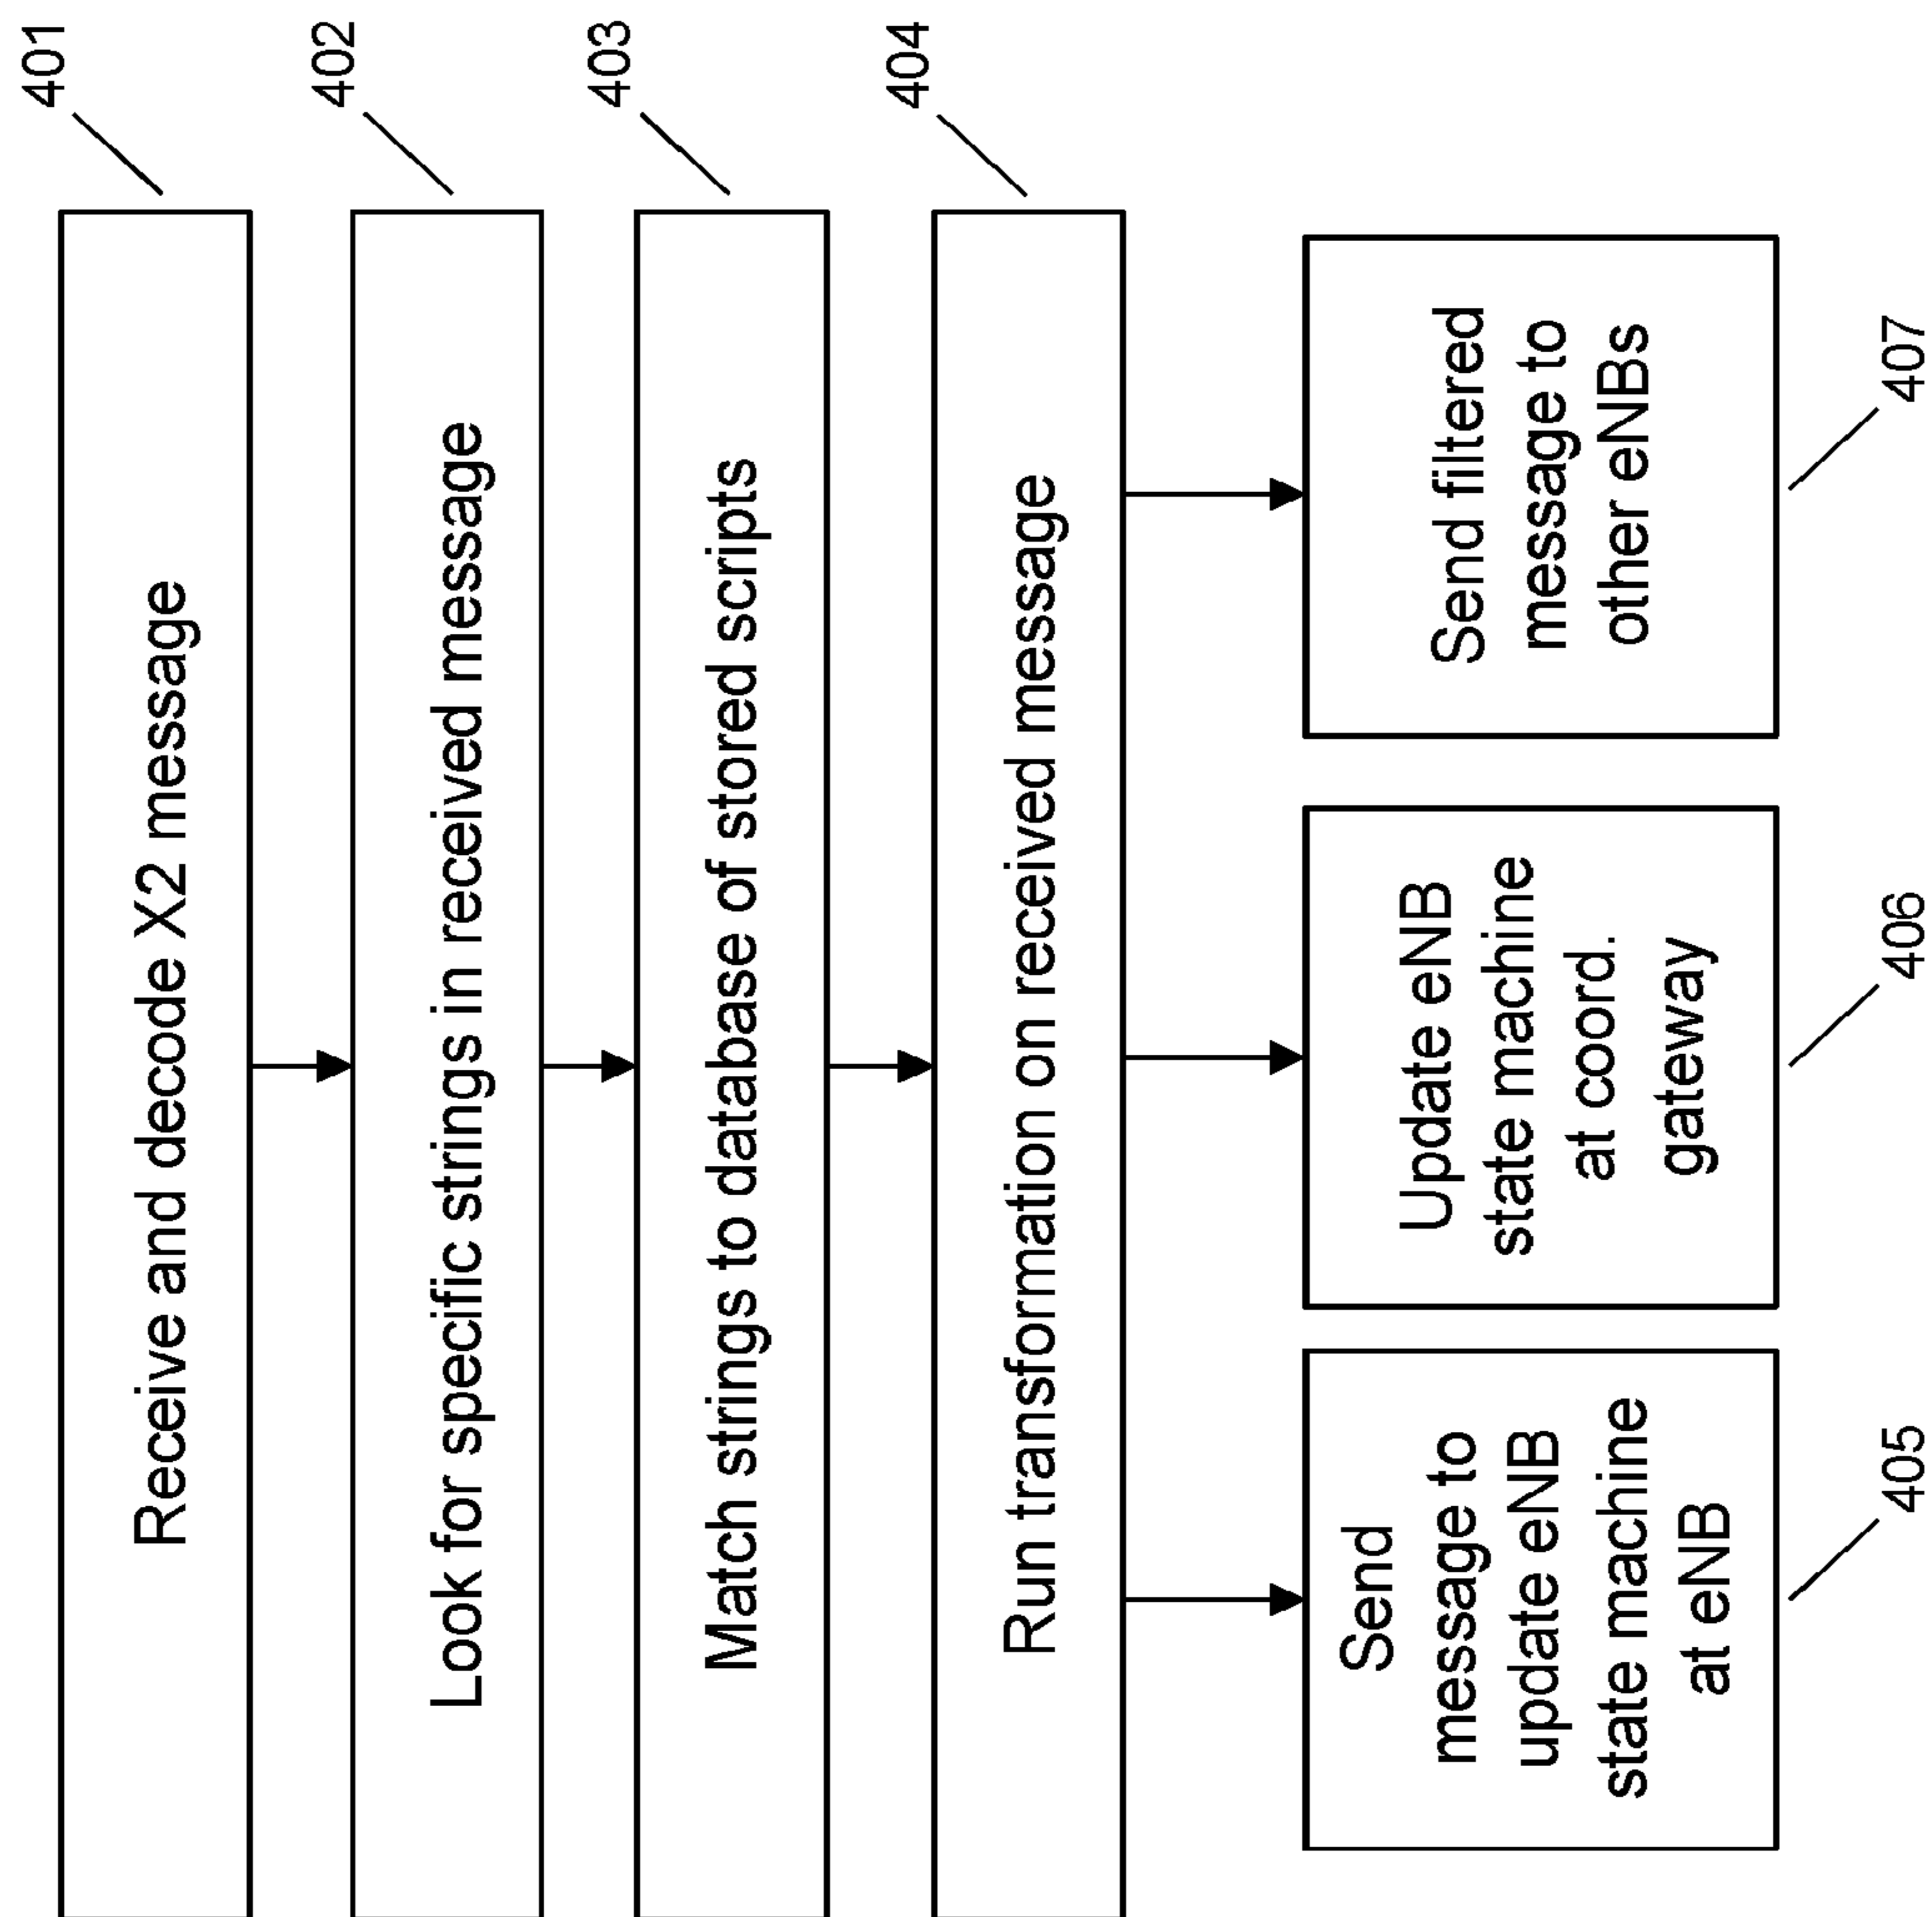 401
Receive and decode X2 message
402
Look for specific strings in received message
403
Match strings to database of stored scripts
404
Run transformation on received message
Send
message to
update eNB
state machine
at eNB
405
Update eNB
state machine
at coord.
gateway
406
Send filtered
message to
other eNBs
407